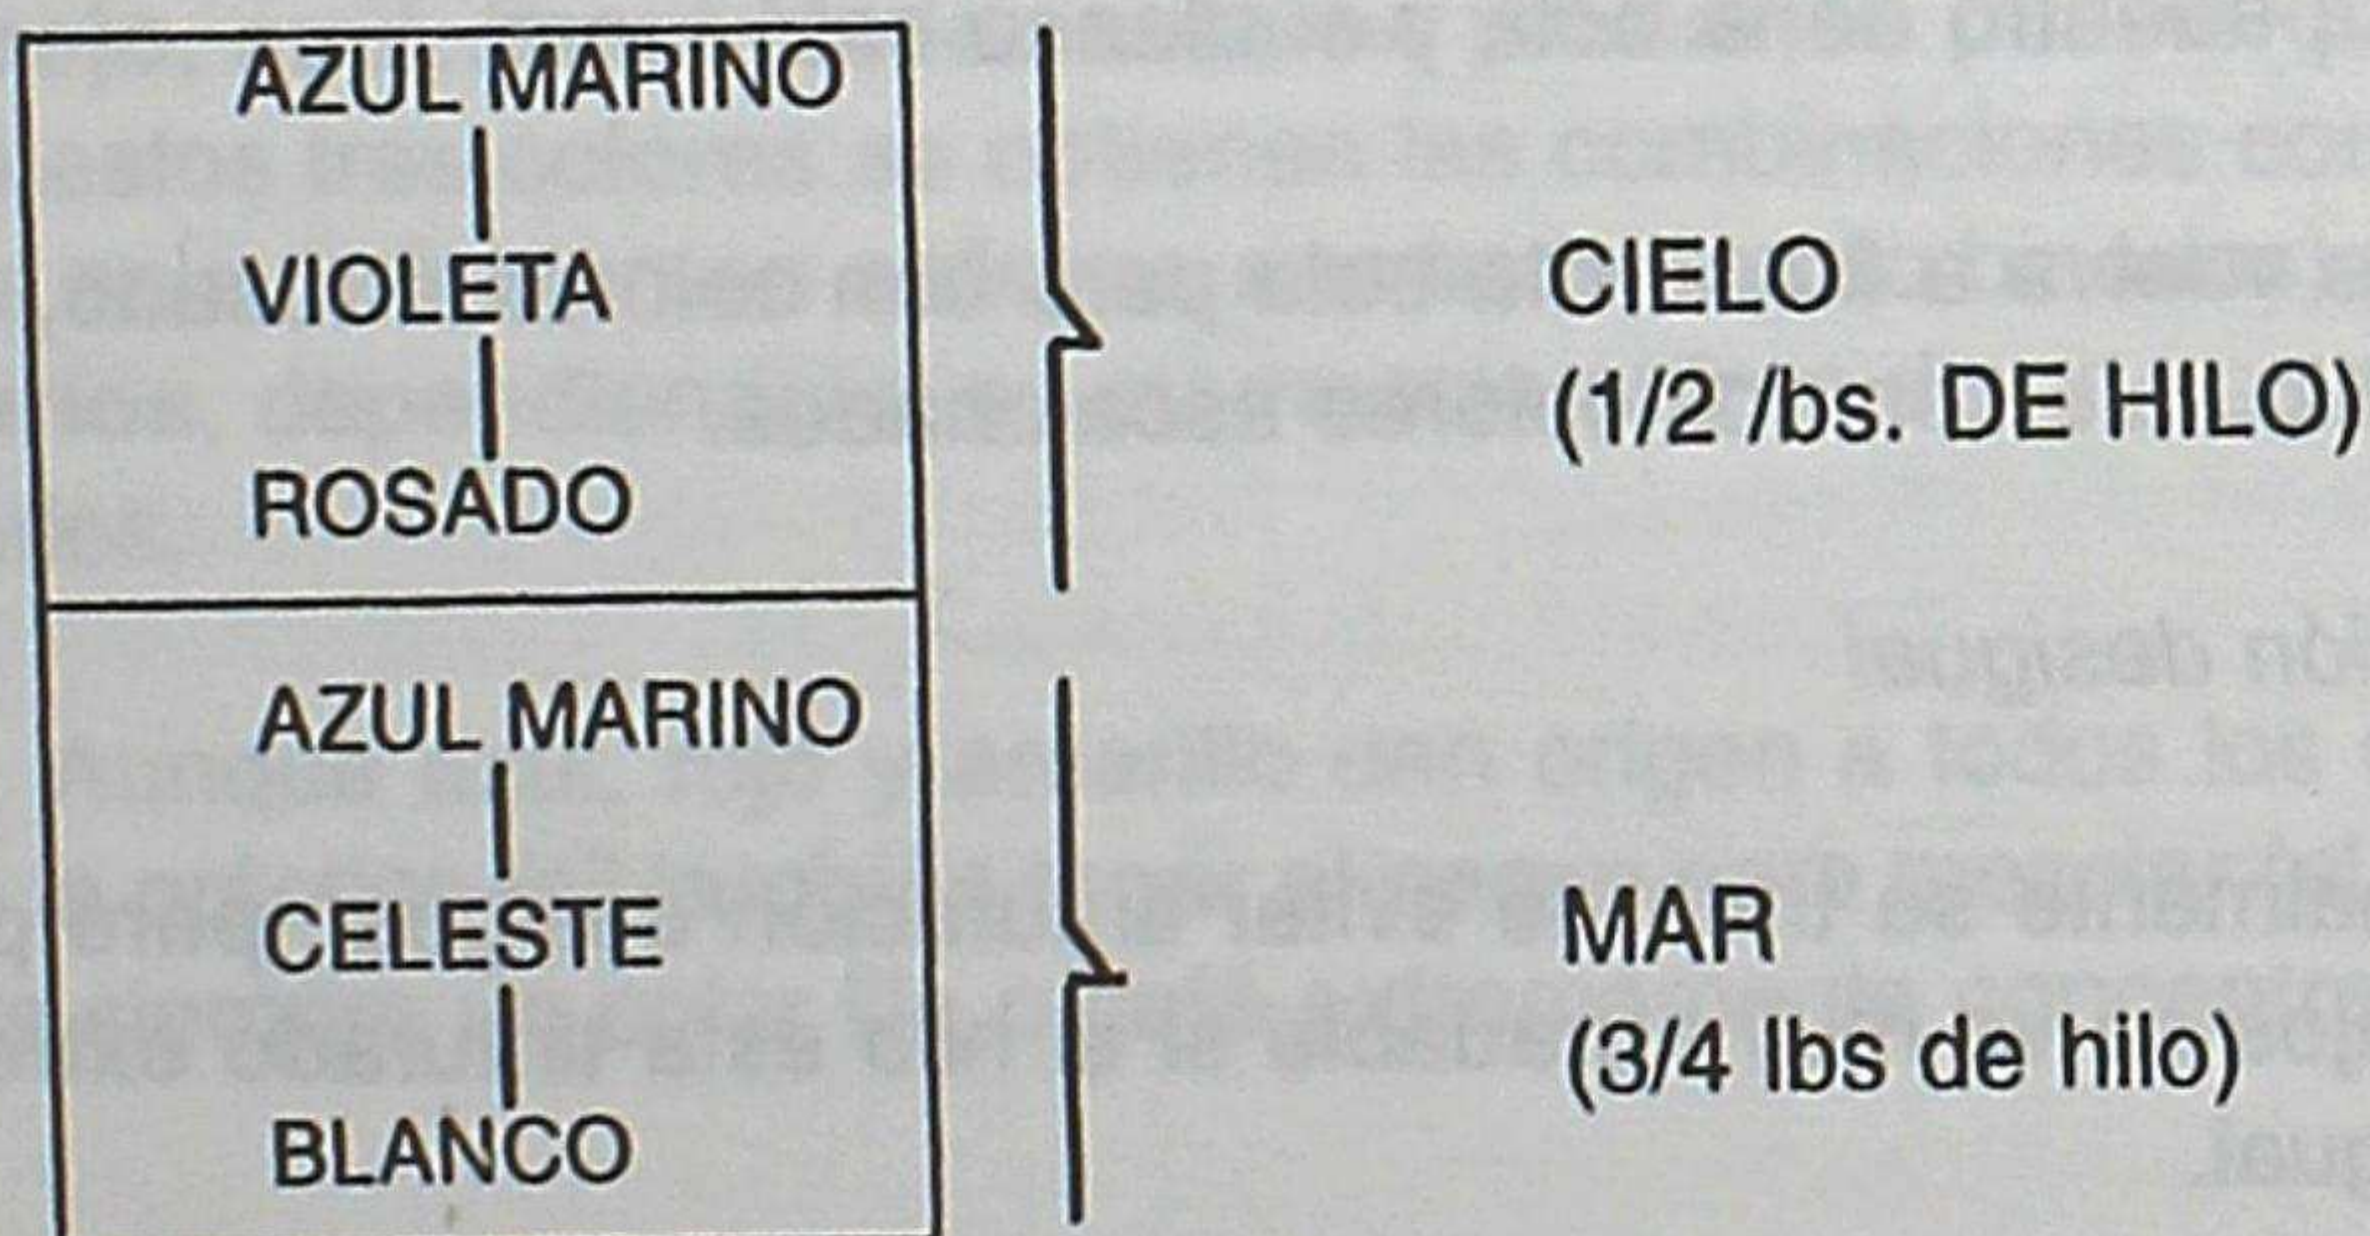 AZUL MARINO
VIOLETA
ROSADO
CIELO
(1/2 /bs. DE HILO)
AZUL MARINO
CELESTE
BLANCO
MAR
(3/4 lbs de hilo)